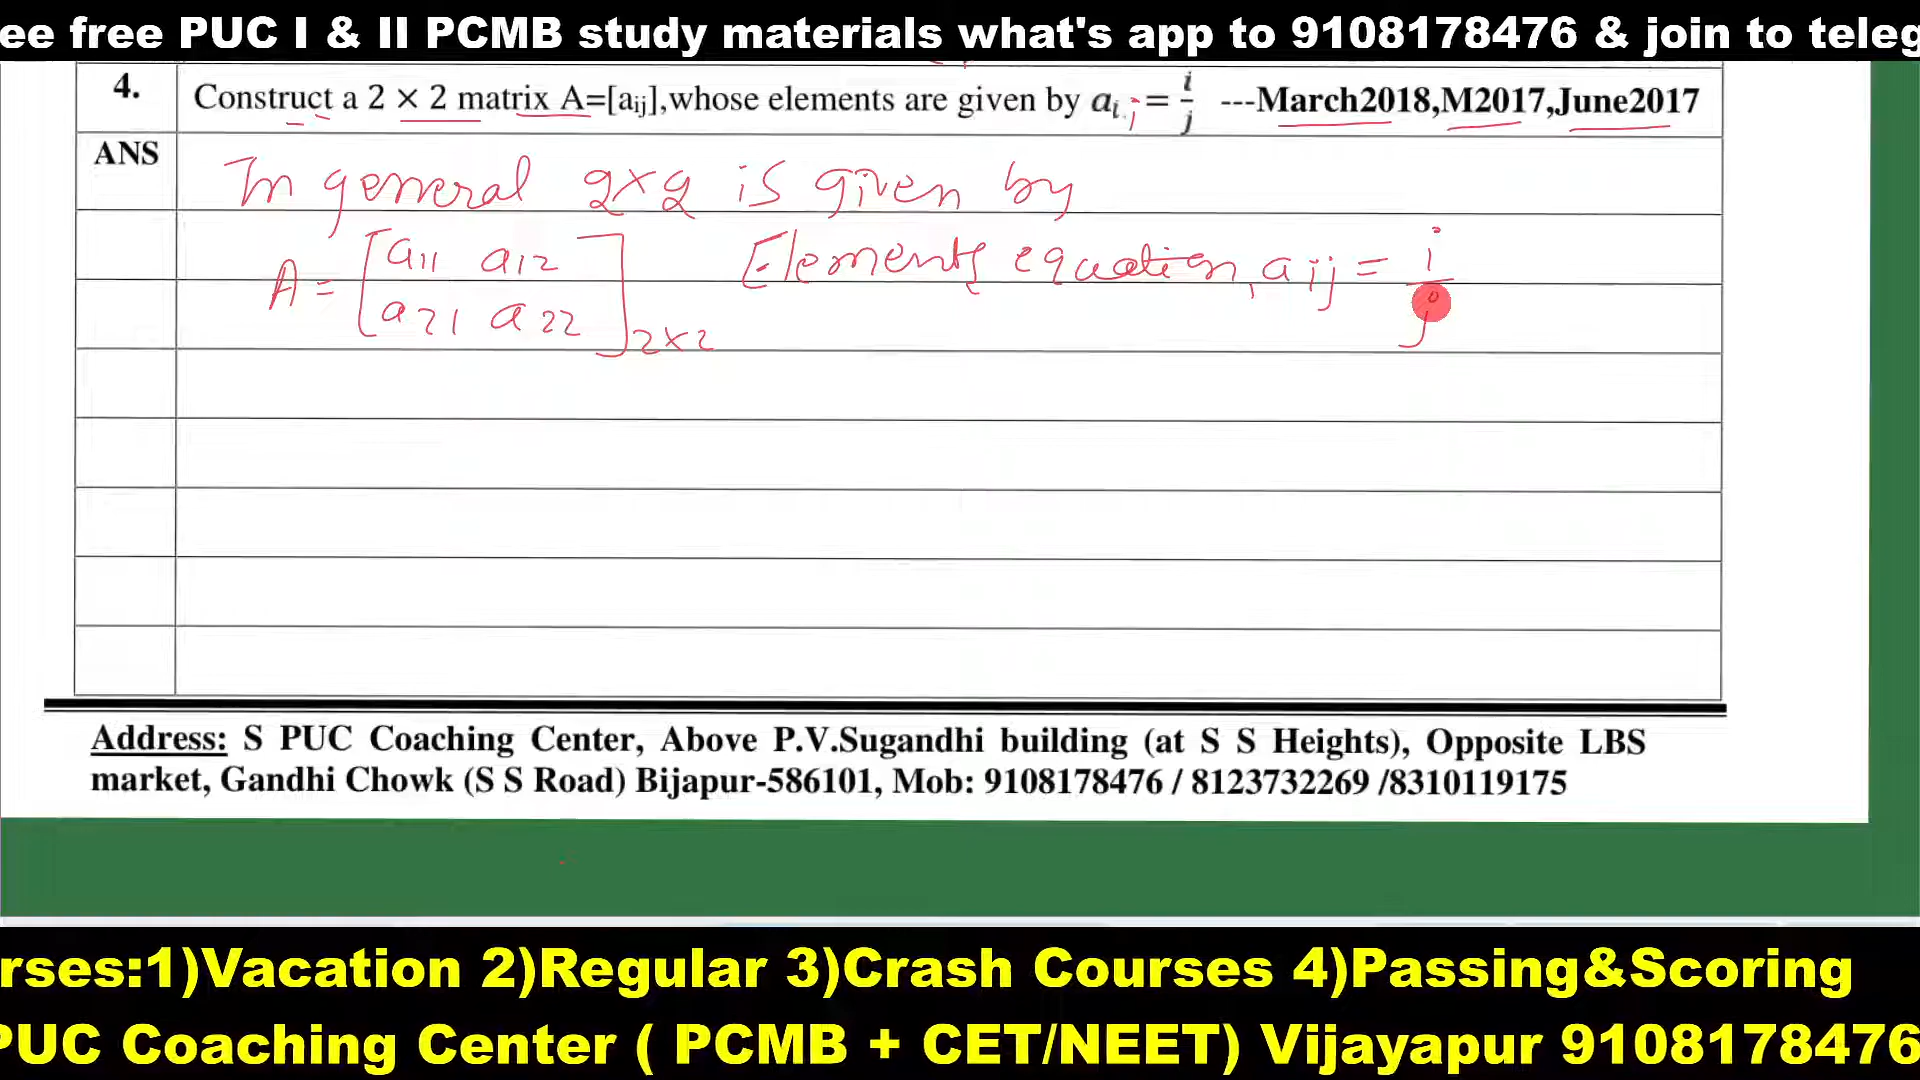 ee free PUC I & II PCMB study materials what's app to 9108178476 & join to teleg
4. Construct a 2 × 2 matrix A=[aij],whose elements are given by ai j = i/j ---March2018,M2017,June2017
ANS In general 2×2 is given by
A = [a11 a12
a21 a22]2×2 Elements equation, aij = i/j
Address: S PUC Coaching Center, Above P.V.Sugandhi building (at S S Heights), Opposite LBS
market, Gandhi Chowk (S S Road) Bijapur-586101, Mob: 9108178476 / 8123732269 /8310119175
rses:1)Vacation 2)Regular 3)Crash Courses 4)Passing&Scoring
PUC Coaching Center ( PCMB + CET/NEET) Vijayapur 9108178476